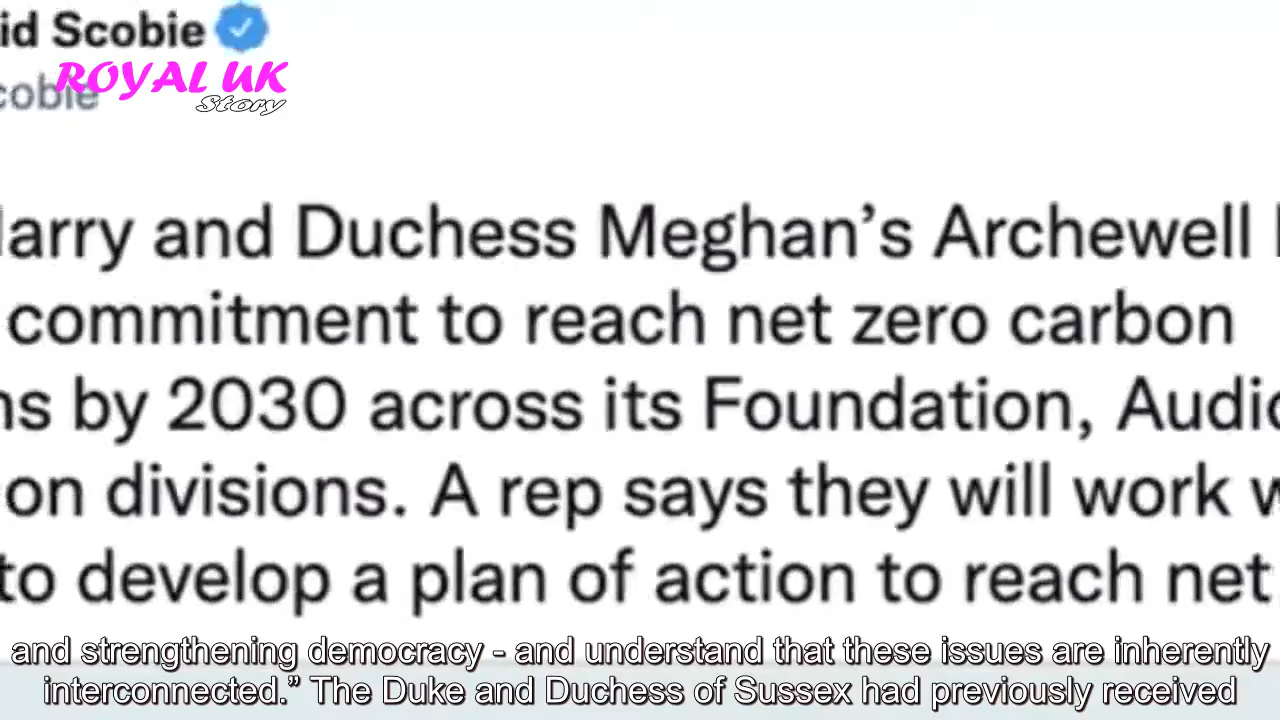 id Scobie
cobie
ROYAL UK
Story
arry and Duchess Meghan’s Archewell
commitment to reach net zero carbon
ns by 2030 across its Foundation, Audio
on divisions. A rep says they will work w
to develop a plan of action to reach net
and strengthening democracy - and understand that these issues are inherently
interconnected.” The Duke and Duchess of Sussex had previously received